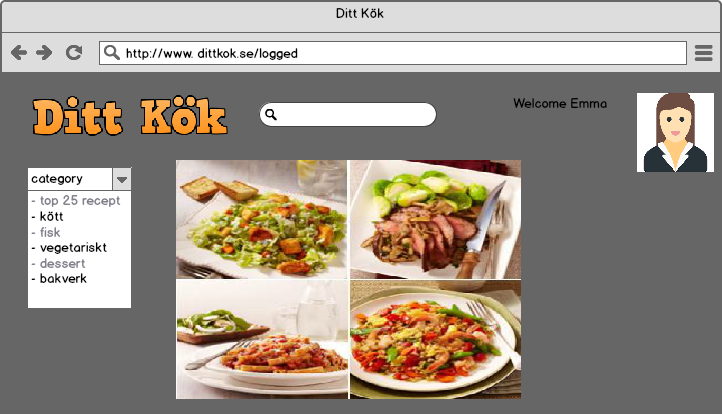 Ditt Kök
http://www. dittkok.se/logged
Ditt Kök
Welcome Emma
category
- top 25 recept
- kött
- fisk
- vegetariskt
- dessert
- bakverk